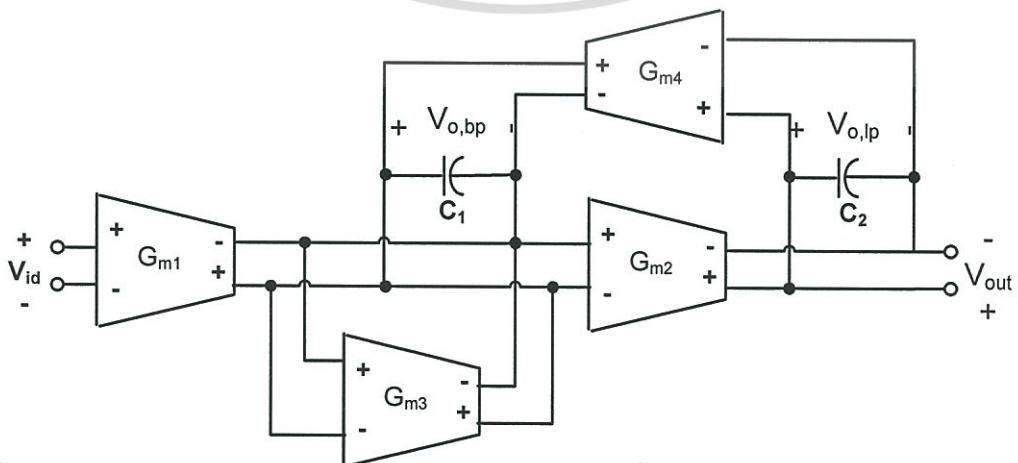 G_m4
- +
+ -
+ V_o,bp -
C_1
+ V_o,lp -
C_2
+ V_id -
G_m1
+ -
- +
G_m2
+ -
- +
- V_out +
G_m3
+ -
- +